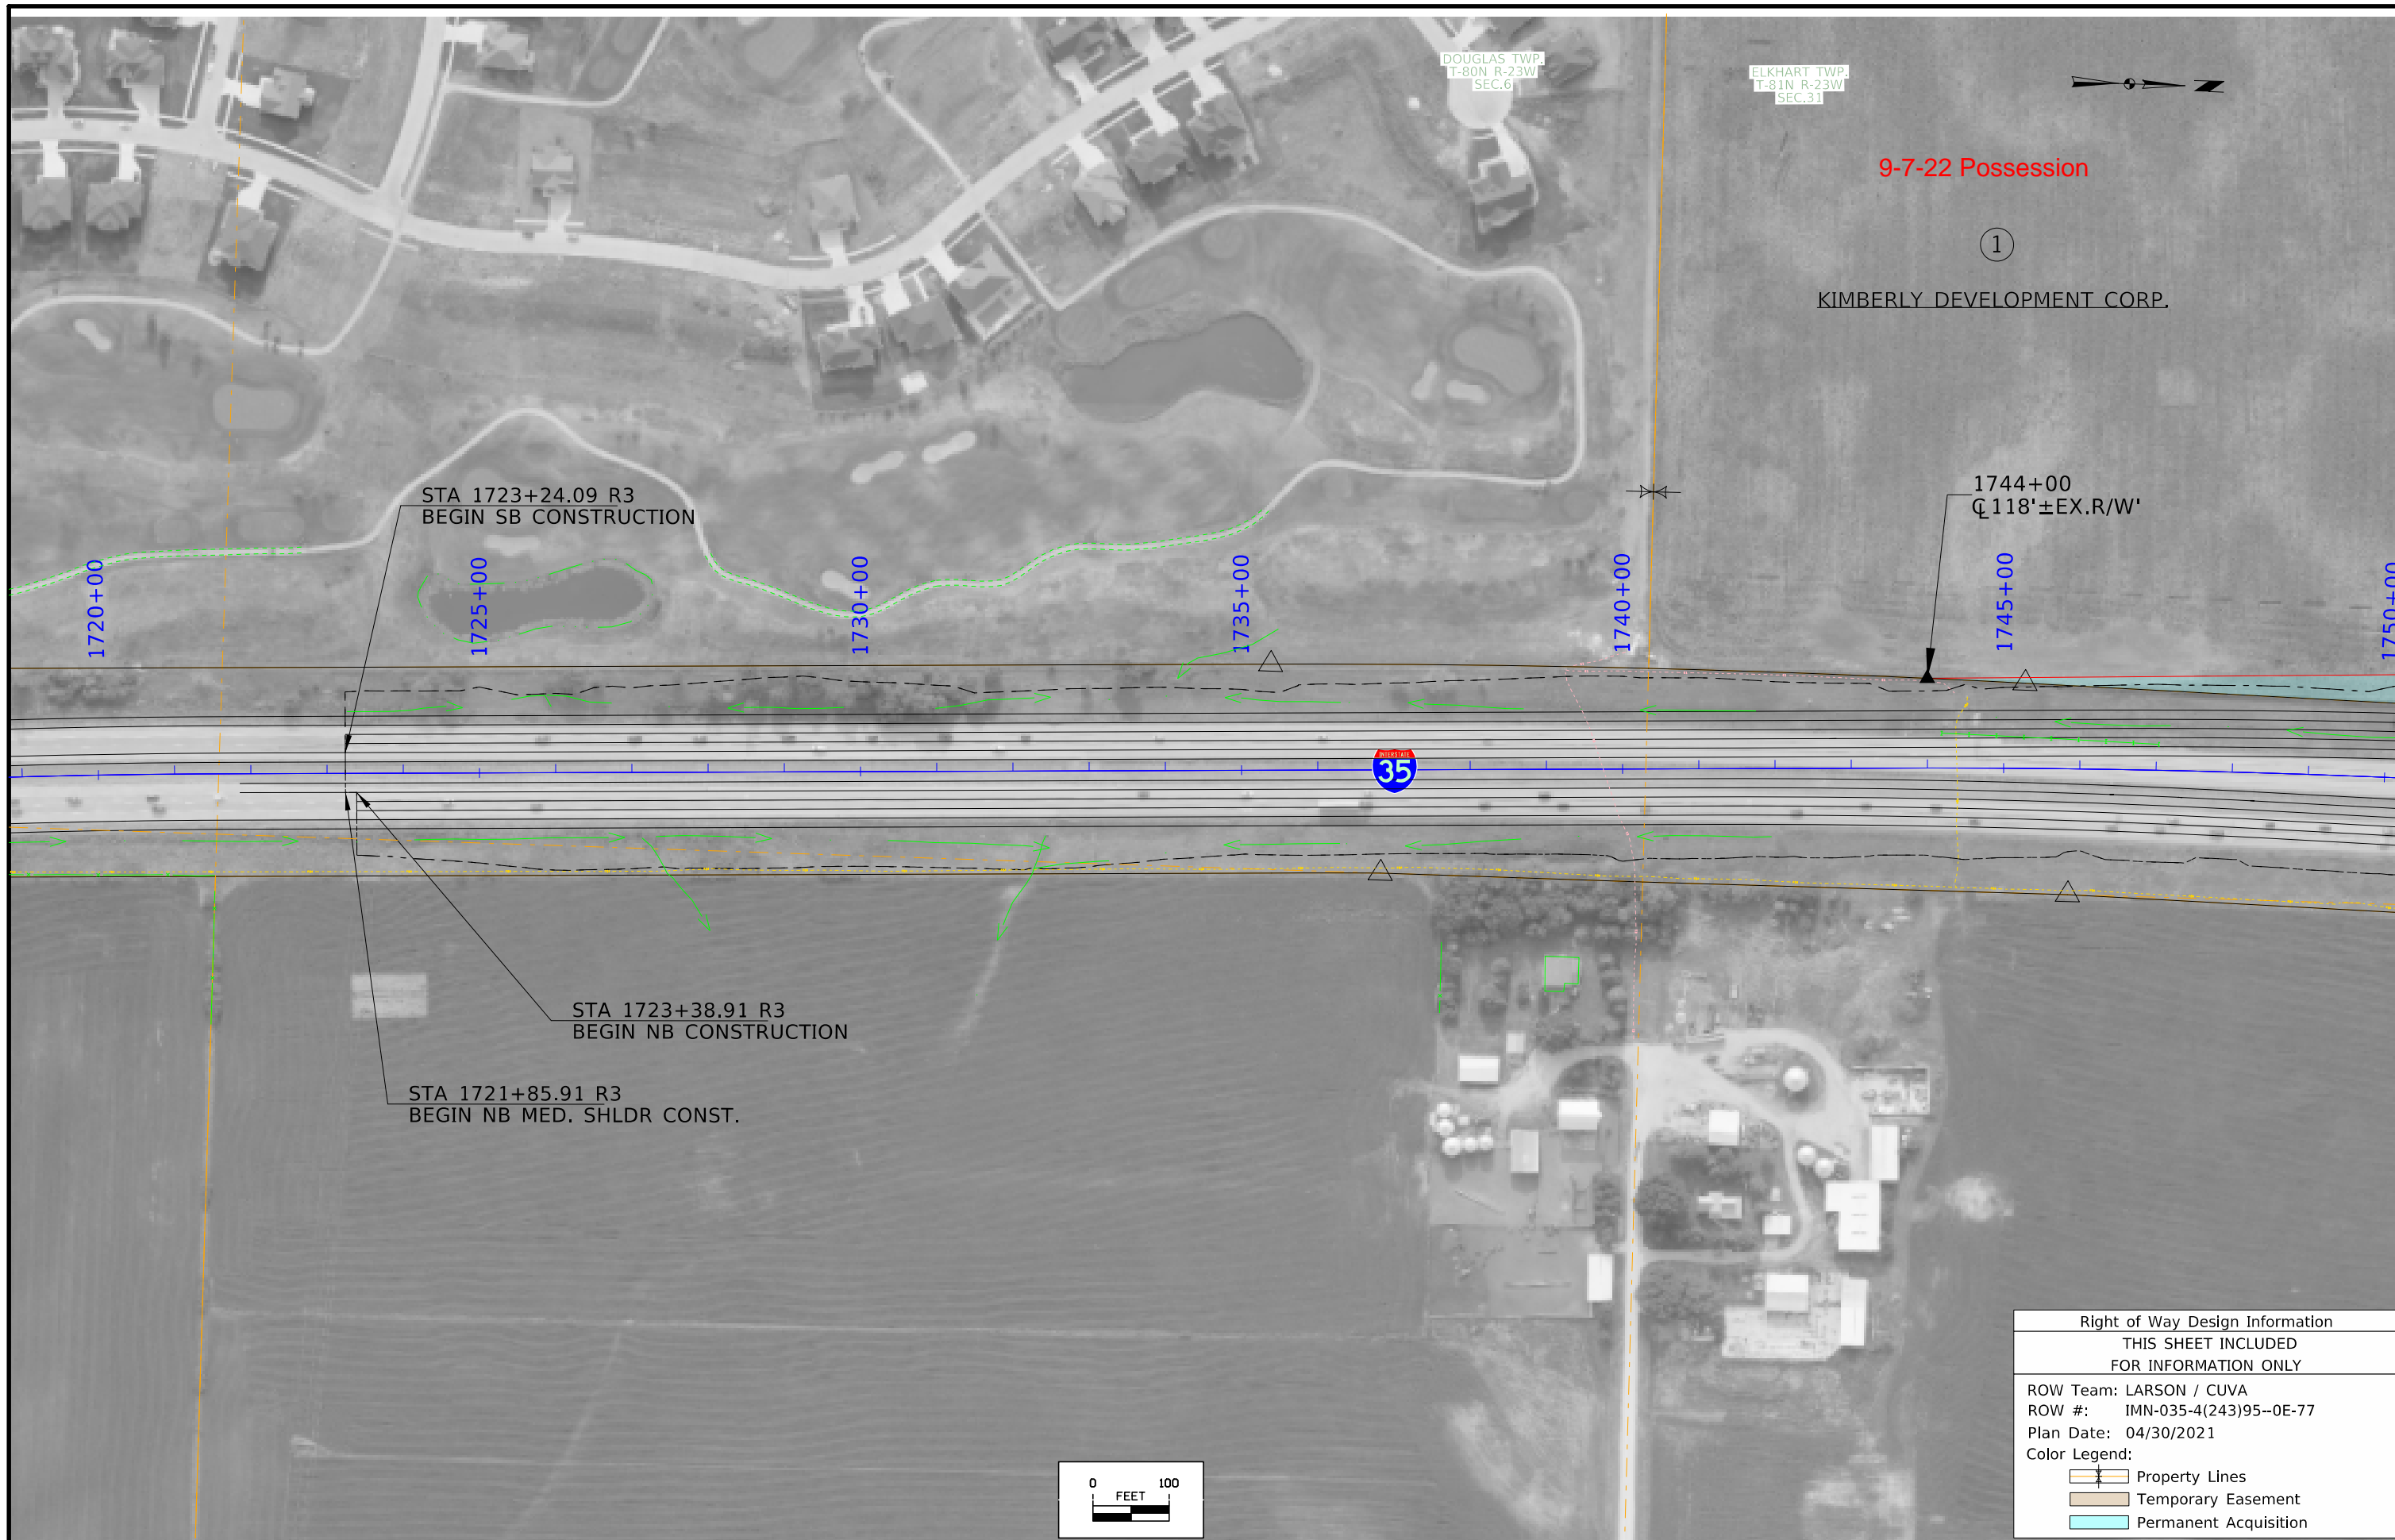 DOUGLAS TWP.
T-80N R-23W
SEC.6
ELKHART TWP.
T-81N R-23W
SEC.31
9-7-22 Possession
1
KIMBERLY DEVELOPMENT CORP.
STA 1723+24.09 R3
BEGIN SB CONSTRUCTION
1744+00
℄ 118'±EX.R/W'
1720+00
1725+00
1730+00
1735+00
1740+00
1745+00
1750+00
INTERSTATE
35
STA 1723+38.91 R3
BEGIN NB CONSTRUCTION
STA 1721+85.91 R3
BEGIN NB MED. SHLDR CONST.
0 100
FEET
Right of Way Design Information
THIS SHEET INCLUDED
FOR INFORMATION ONLY
ROW Team: LARSON / CUVA
ROW #: IMN-035-4(243)95--0E-77
Plan Date: 04/30/2021
Color Legend:
Property Lines
Temporary Easement
Permanent Acquisition